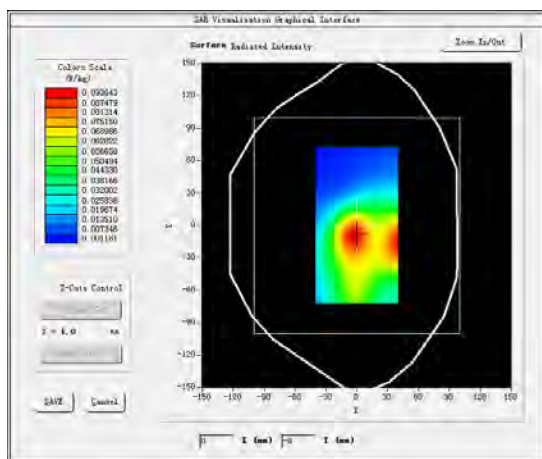 SAR Visualisation Graphical Interface
Surface Radiated Intensity
Zoom In/Out
Colors Scale
(W/kg)
0.093643
0.087479
0.081314
0.075150
0.068986
0.062822
0.056658
0.050494
0.044330
0.038166
0.032002
0.025838
0.019674
0.013510
0.007346
0.001181
150-
120-
90-
60-
30-
0-
-30-
-60-
-90-
-120-
-150-
-150 -120 -90 -60 -30 0 30 60 90 120 150
Z-Cuts Control
Z = mm
SAVE Cancel
0 X (mm) Y (mm)